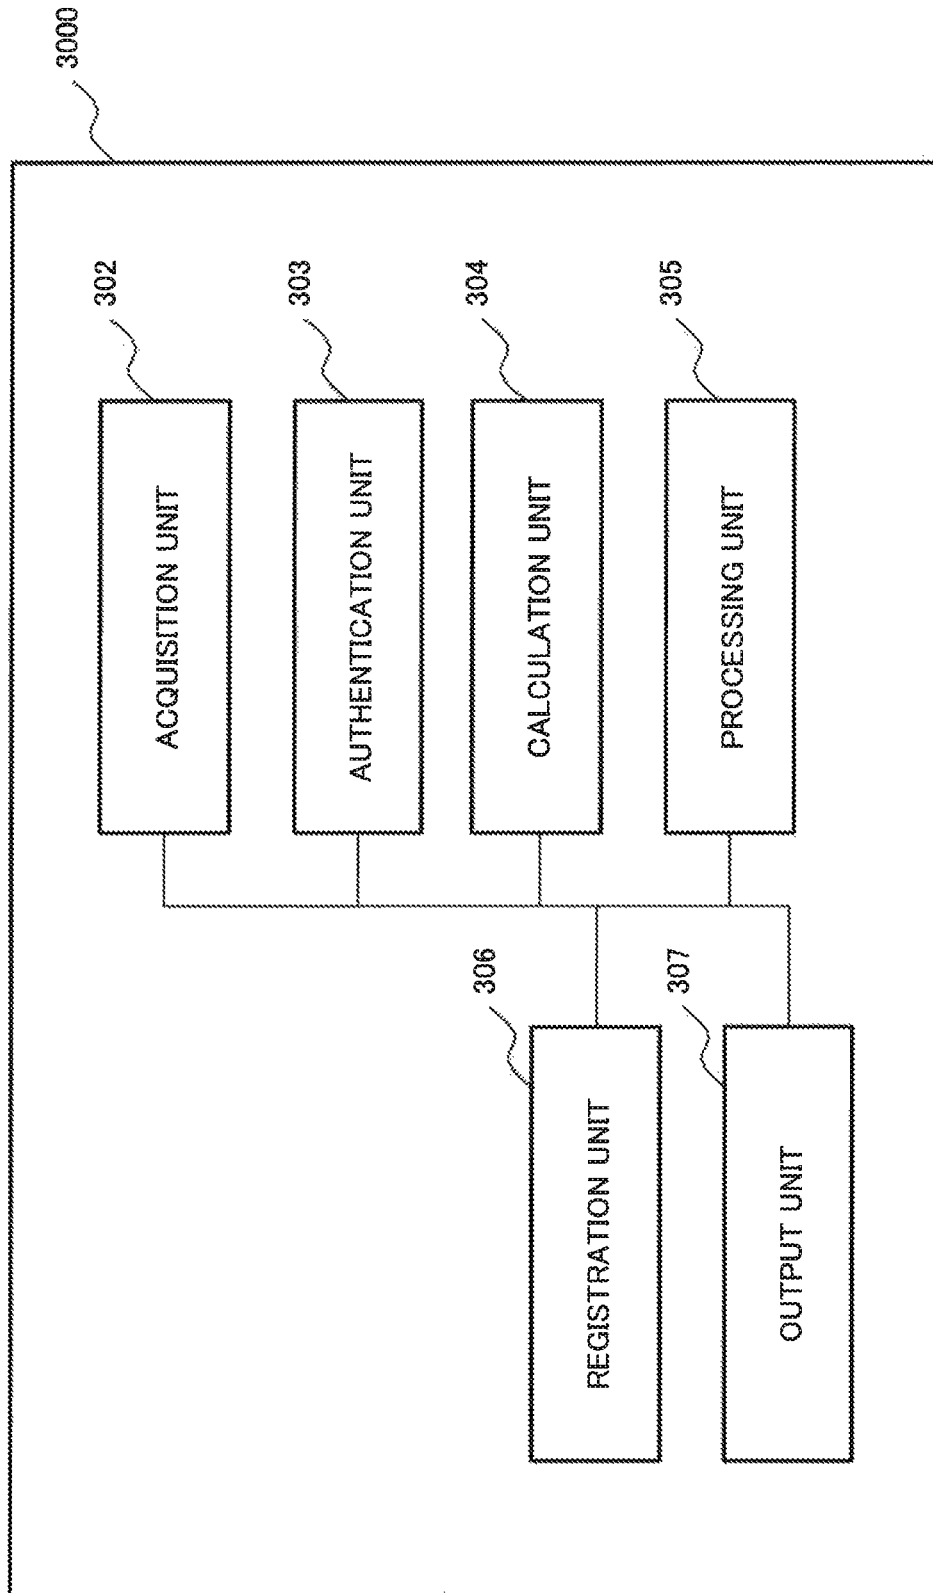 3000
302
ACQUISITION UNIT
303
AUTHENTICATION UNIT
304
CALCULATION UNIT
305
PROCESSING UNIT
306
REGISTRATION UNIT
307
OUTPUT UNIT